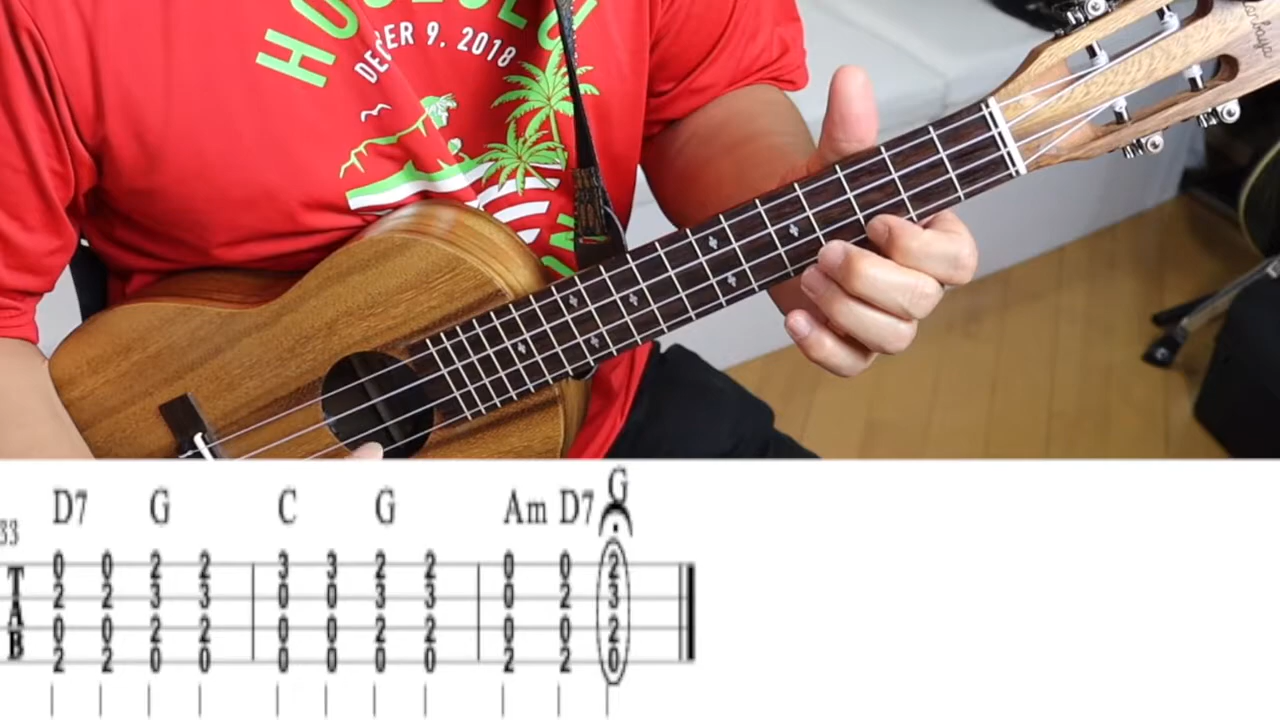 9. 2018
D7 G C G Am D7 G
33
TAB
0 0 2 2 3 3 2 2 0 0 2
2 2 3 3 0 0 3 3 0 2 3
0 0 2 2 0 0 2 2 0 0 2
2 2 0 0 0 0 0 0 2 2 0